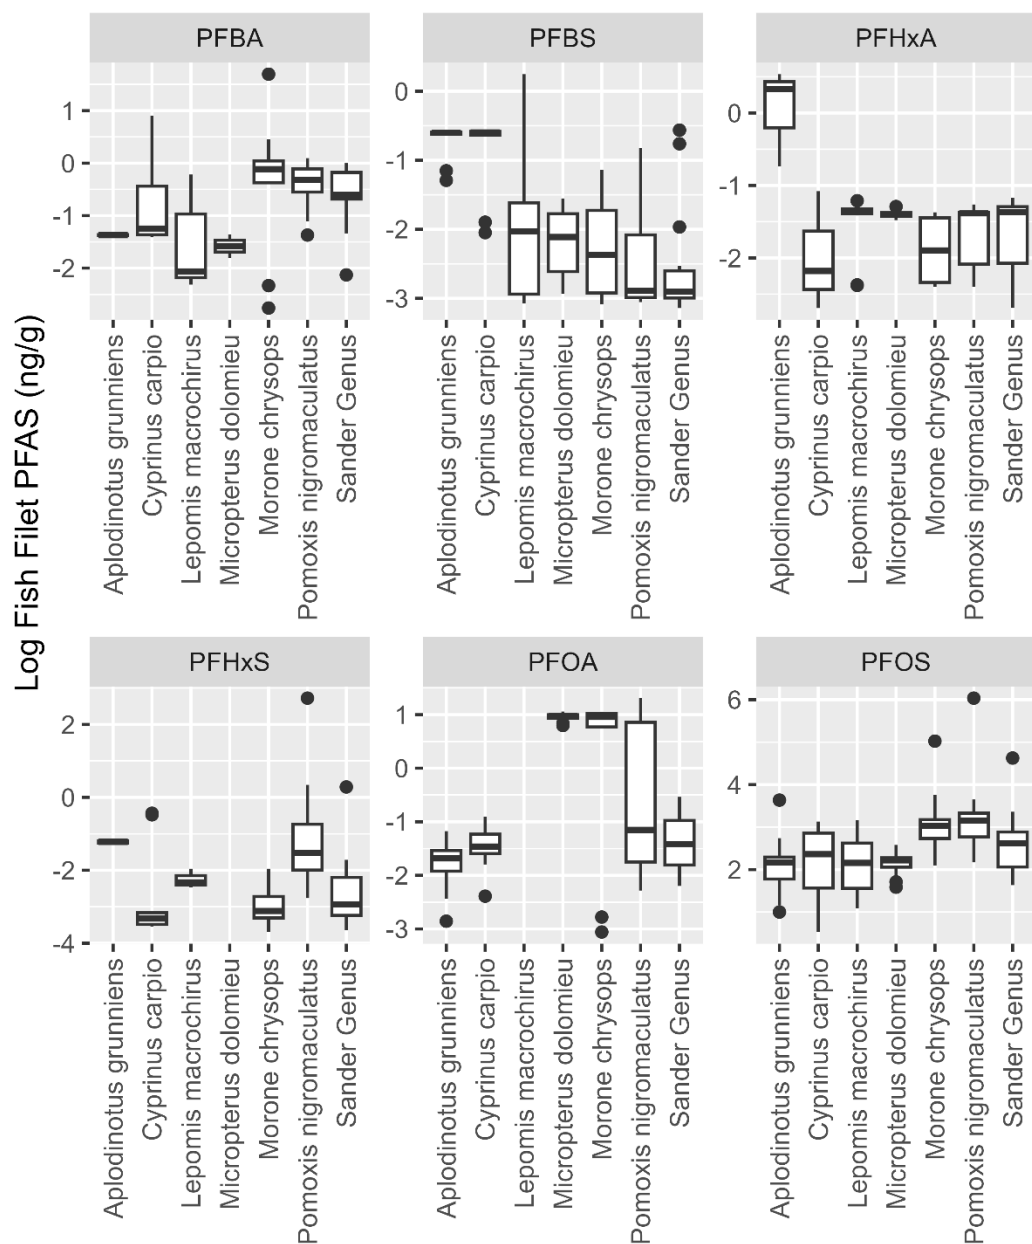 PFBA
PFBS
PFHxA
1
0
-1
-2
0
-1
-2
-3
0
-1
-2
Aplodinotus grunniens
Cyprinus carpio
Lepomis macrochirus
Micropterus dolomieu
Morone chrysops
Pomoxis nigromaculatus
Sander Genus
Aplodinotus grunniens
Cyprinus carpio
Lepomis macrochirus
Micropterus dolomieu
Morone chrysops
Pomoxis nigromaculatus
Sander Genus
Aplodinotus grunniens
Cyprinus carpio
Lepomis macrochirus
Micropterus dolomieu
Morone chrysops
Pomoxis nigromaculatus
Sander Genus
Log Fish Filet PFAS (ng/g)
PFHxS
PFOA
PFOS
2
0
-2
-4
1
0
-1
-2
-3
6
4
2
Aplodinotus grunniens
Cyprinus carpio
Lepomis macrochirus
Micropterus dolomieu
Morone chrysops
Pomoxis nigromaculatus
Sander Genus
Aplodinotus grunniens
Cyprinus carpio
Lepomis macrochirus
Micropterus dolomieu
Morone chrysops
Pomoxis nigromaculatus
Sander Genus
Aplodinotus grunniens
Cyprinus carpio
Lepomis macrochirus
Micropterus dolomieu
Morone chrysops
Pomoxis nigromaculatus
Sander Genus